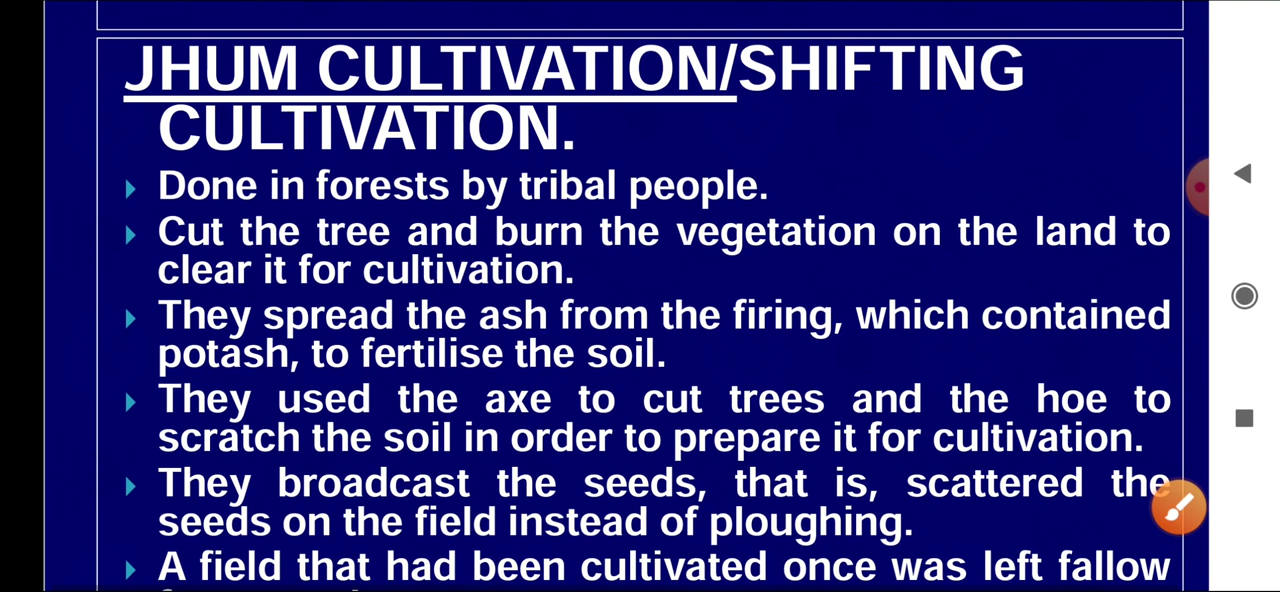 JHUM CULTIVATION/SHIFTING
CULTIVATION.
Done in forests by tribal people.
Cut the tree and burn the vegetation on the land to
clear it for cultivation.
They spread the ash from the firing, which contained
potash, to fertilise the soil.
They used the axe to cut trees and the hoe to
scratch the soil in order to prepare it for cultivation.
They broadcast the seeds, that is, scattered the
seeds on the field instead of ploughing.
A field that had been cultivated once was left fallow